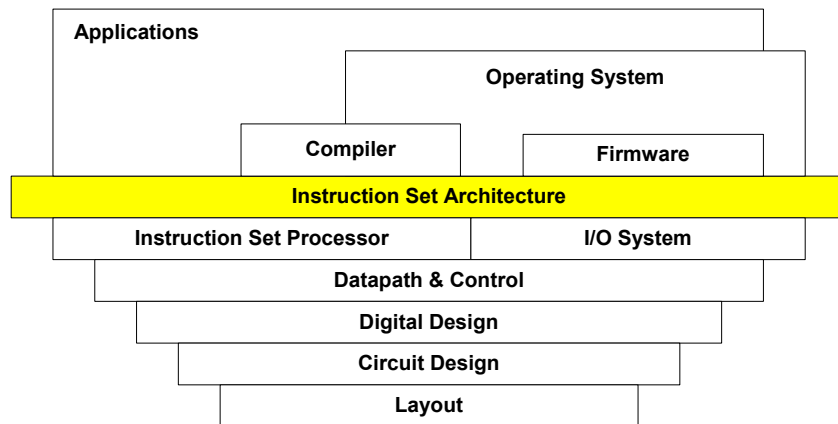 Applications
Operating System
Compiler
Firmware
Instruction Set Architecture
Instruction Set Processor
I/O System
Datapath & Control
Digital Design
Circuit Design
Layout